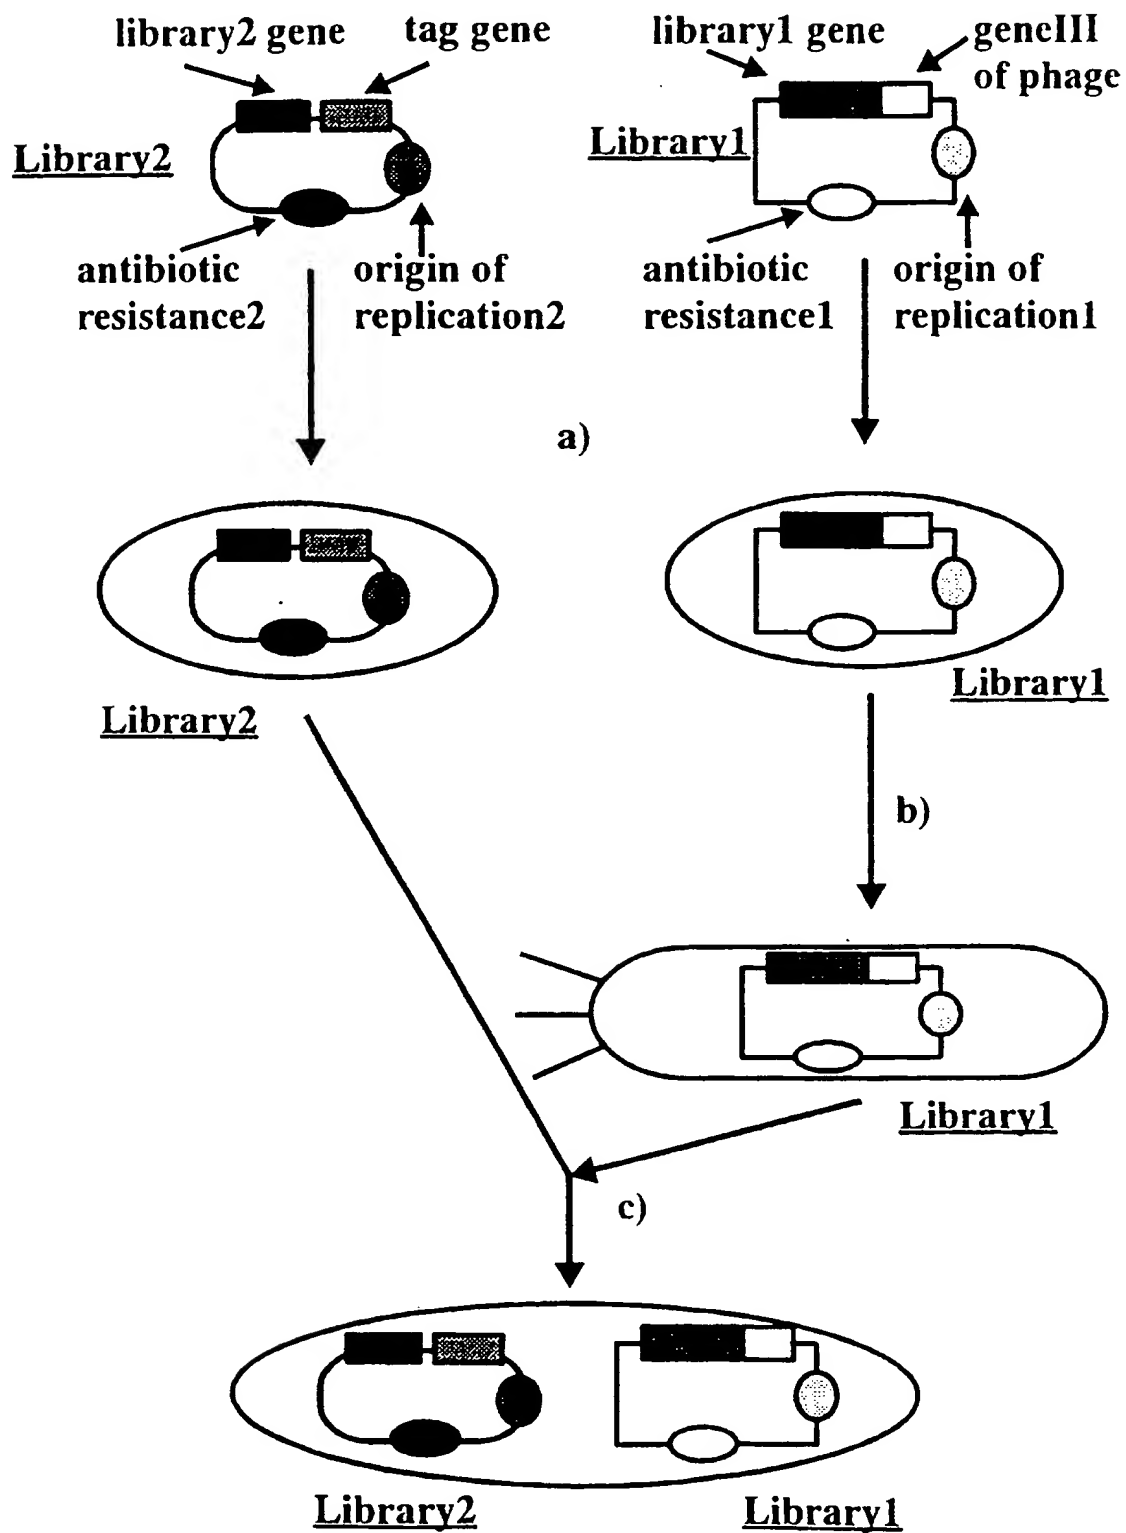 library2 gene
tag gene
library1 gene
geneIII
of phage
Library2
Library1
antibiotic
resistance2
origin of
replication2
antibiotic
resistance1
origin of
replication1
a)
Library2
Library1
b)
Library1
c)
Library2
Library1